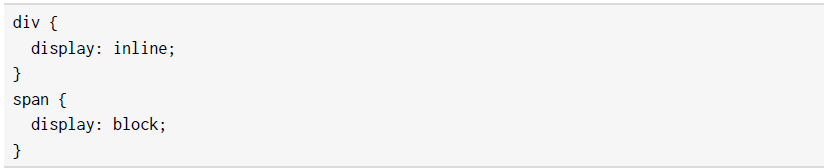 div {
  display: inline;
}
span {
  display: block;
}